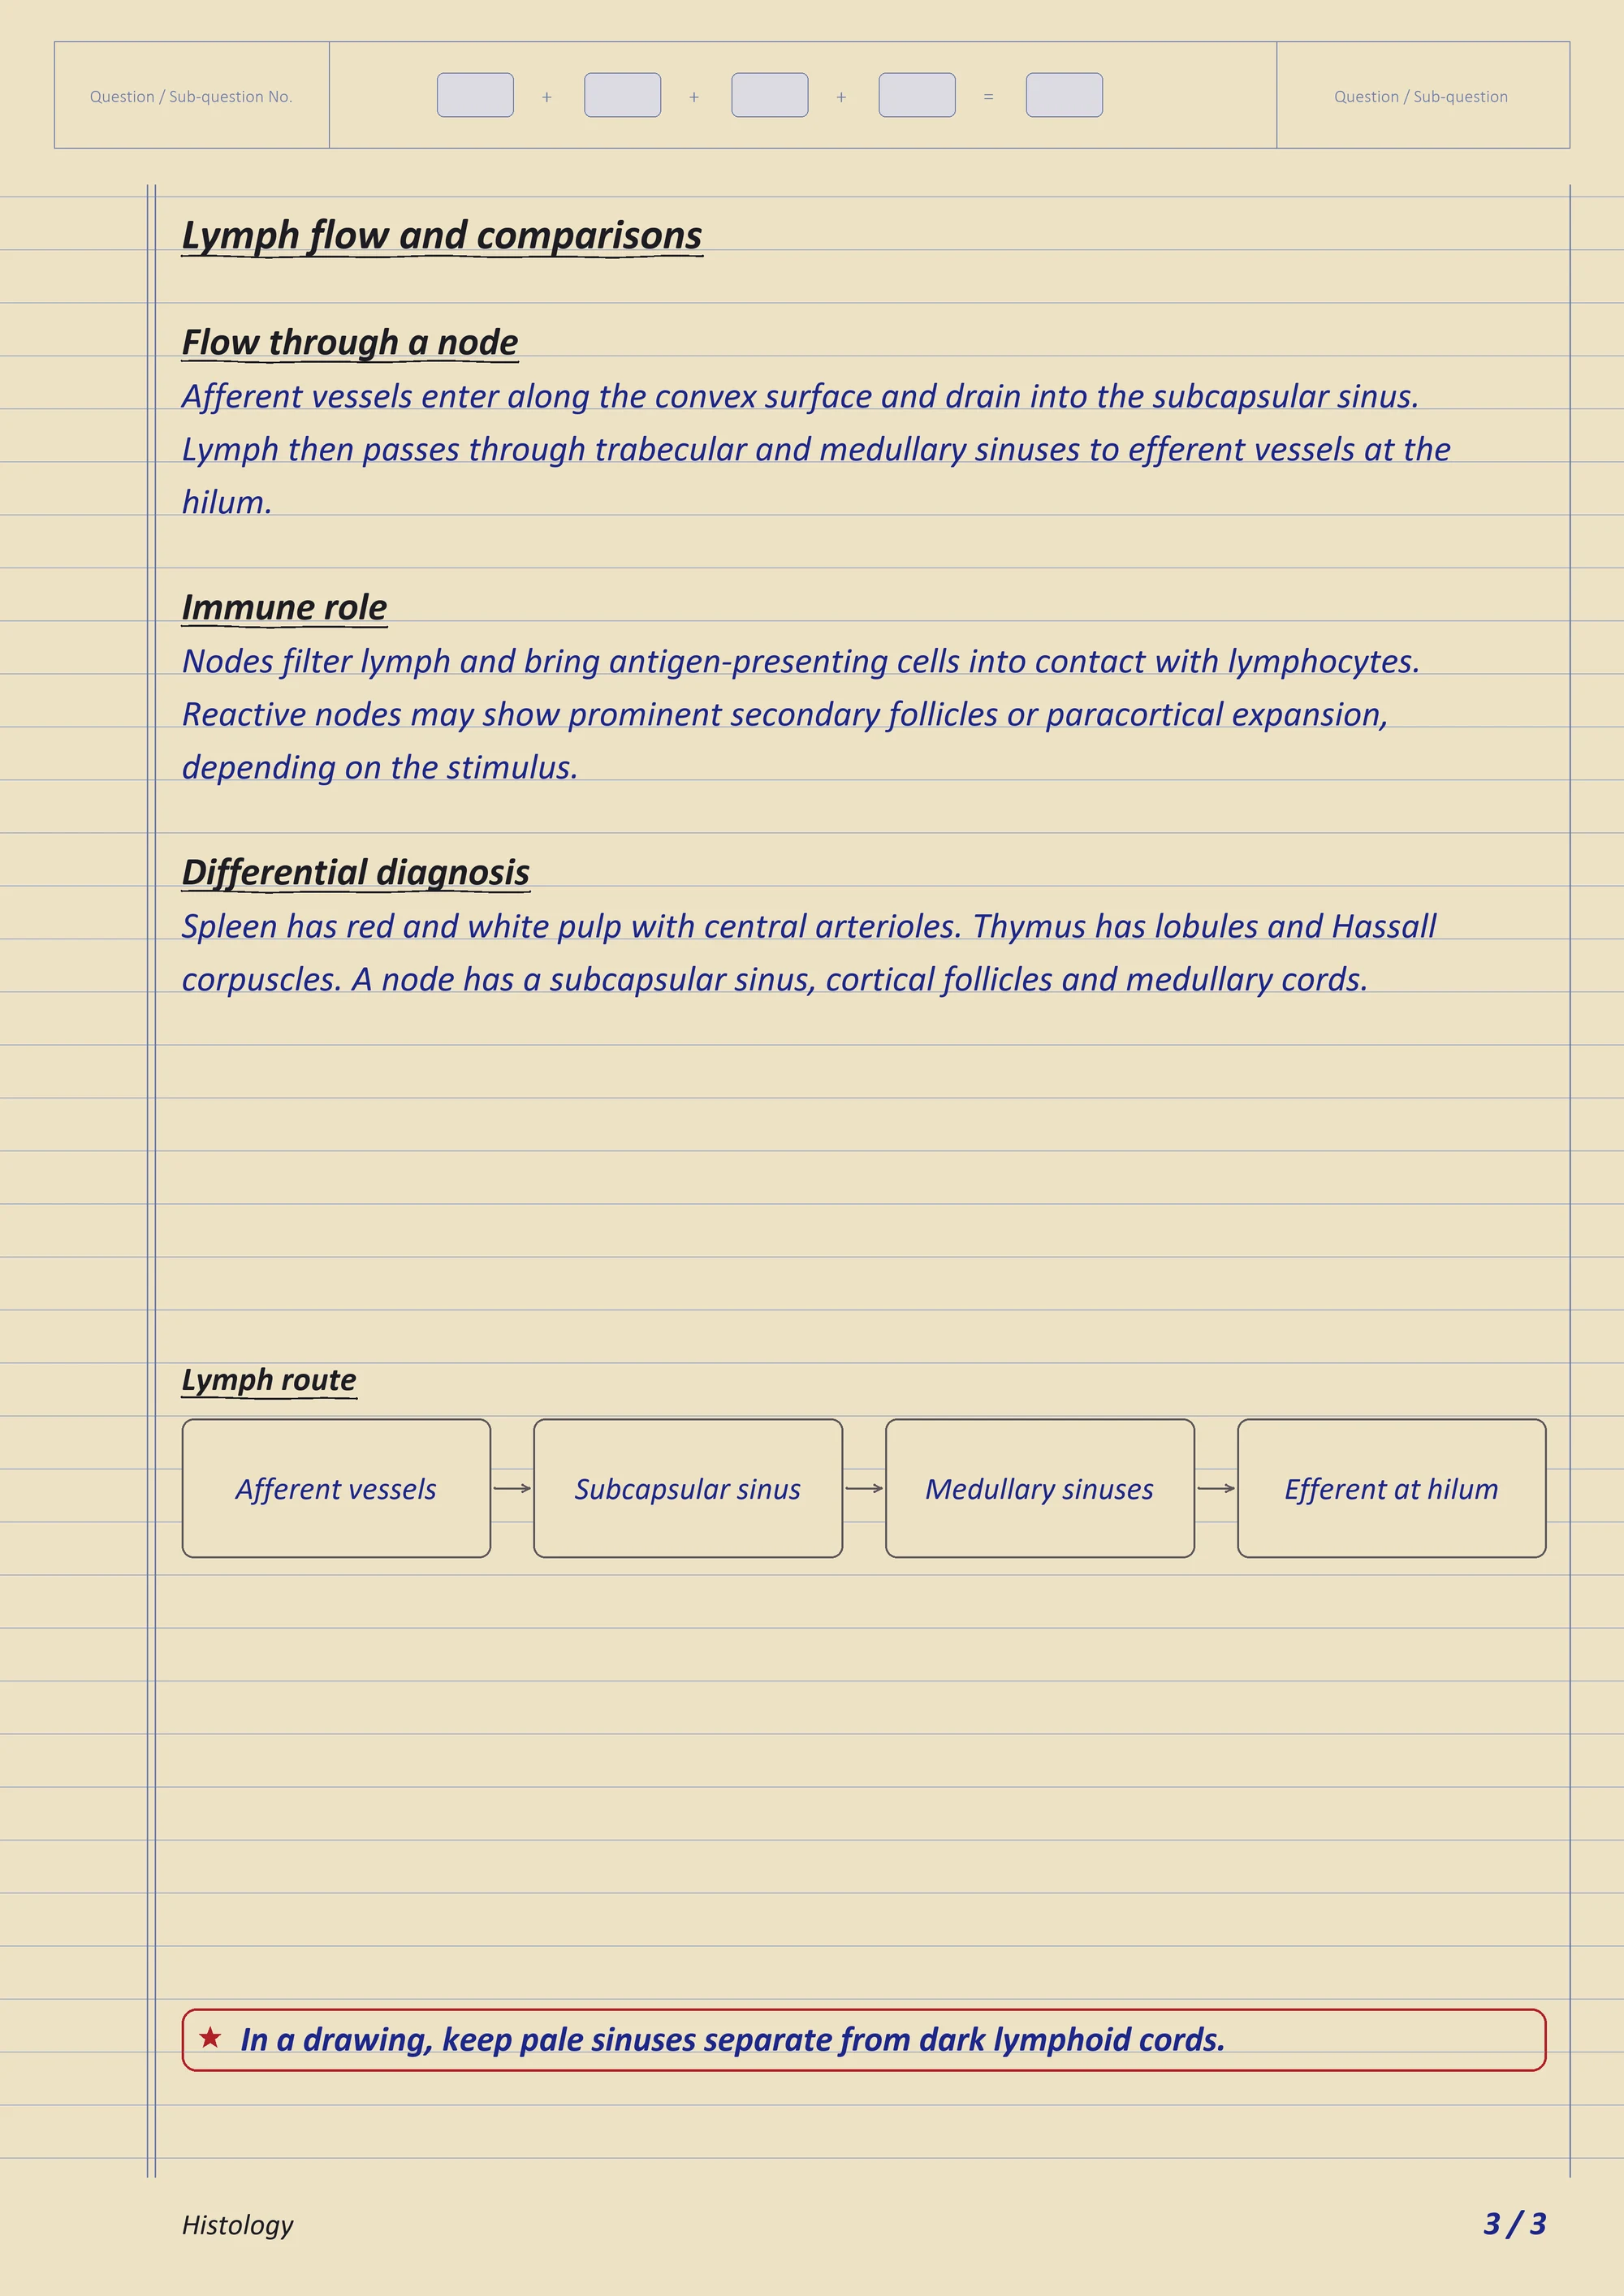 Question / Sub-question No.
+ + + =
Question / Sub-question
Lymph flow and comparisons
Flow through a node
Afferent vessels enter along the convex surface and drain into the subcapsular sinus.
Lymph then passes through trabecular and medullary sinuses to efferent vessels at the
hilum.
Immune role
Nodes filter lymph and bring antigen-presenting cells into contact with lymphocytes.
Reactive nodes may show prominent secondary follicles or paracortical expansion,
depending on the stimulus.
Differential diagnosis
Spleen has red and white pulp with central arterioles. Thymus has lobules and Hassall
corpuscles. A node has a subcapsular sinus, cortical follicles and medullary cords.
Lymph route
Afferent vessels
Subcapsular sinus
Medullary sinuses
Efferent at hilum
★ In a drawing, keep pale sinuses separate from dark lymphoid cords.
Histology
3 / 3